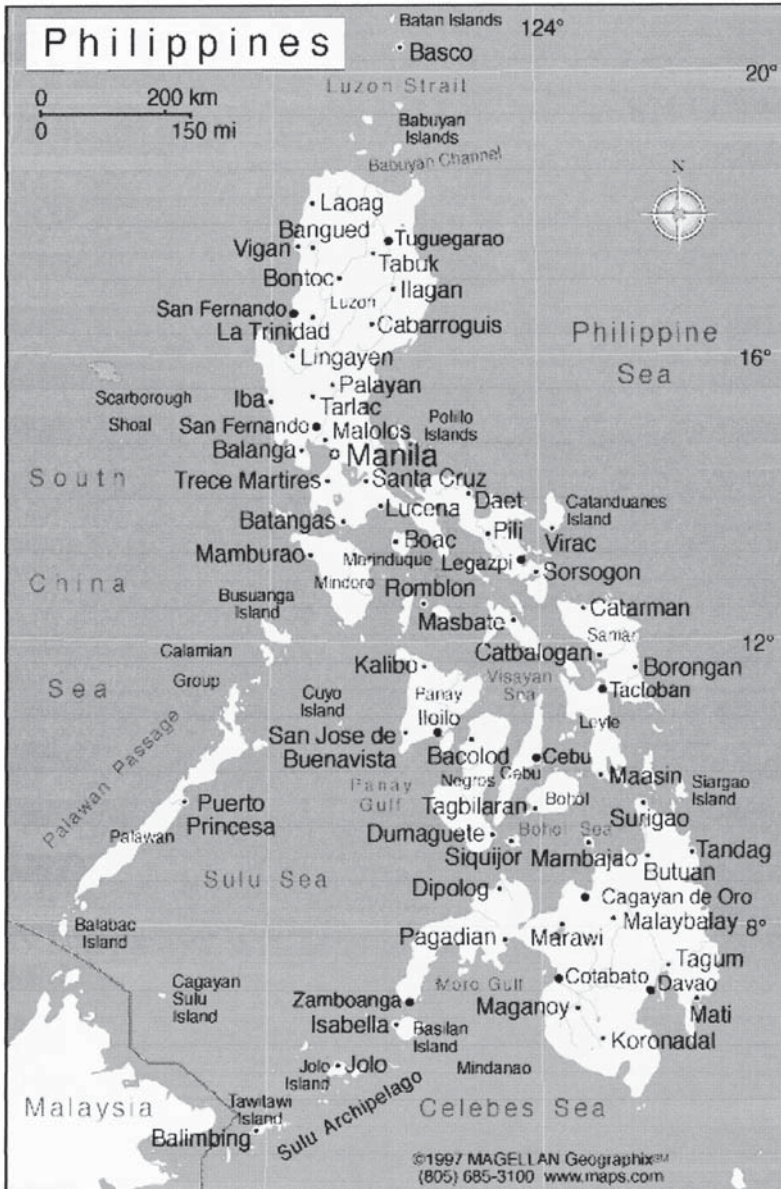 Philippines
Batan Islands
124°
Basco
20°
Luzon Strait
0 200 km
0 150 mi
Babuyan
Islands
Babuyan Channel
N
Laoag
Bangued
Tuguegarao
Vigan
Tabuk
Bontoc
Ilagan
Luzon
San Fernando
La Trinidad
Cabarroguis
Philippine
Sea
Lingayen
16°
Palayan
Scarborough
Shoal
Iba
Tarlac
San Fernando
Malolos
Polillo
Islands
Balanga
Manila
South
Trece Martires
Santa Cruz
Daet
Catanduanes
Island
Lucena
Batangas
Pili
Virac
Boac
Mamburao
Marinduque
Legazpi
Sorsogon
China
Mindoro
Romblon
Busuanga
Island
Catarman
Masbate
Samar
12°
Calamian
Group
Catbalogan
Kalibo
Borongan
Visayan
Sea
Sea
Tacloban
Cuyo
Island
Panay
Iloilo
Leyte
San Jose de
Buenavista
Bacolod
Cebu
Palawan Passage
Negros
Cebu
Maasin
Siargao
Island
Panay
Gulf
Bohol
Puerto
Princesa
Tagbilaran
Surigao
Palawan
Dumaguete
Bohol Sea
Siquijor
Mambajao
Tandag
Butuan
Sulu Sea
Dipolog
Cagayan de Oro
Balabac
Island
Malaybalay
8°
Pagadian
Marawi
Tagum
Cagayan
Sulu
Island
Moro Gulf
Cotabato
Davao
Zamboanga
Maganoy
Mati
Isabella
Basilan
Island
Koronadal
Jolo
Island
Jolo
Mindanao
Malaysia
Tawitawi
Island
Sulu Archipelago
Celebes Sea
Balimbing
©1997 MAGELLAN Geographix℠
(805) 685-3100 www.maps.com